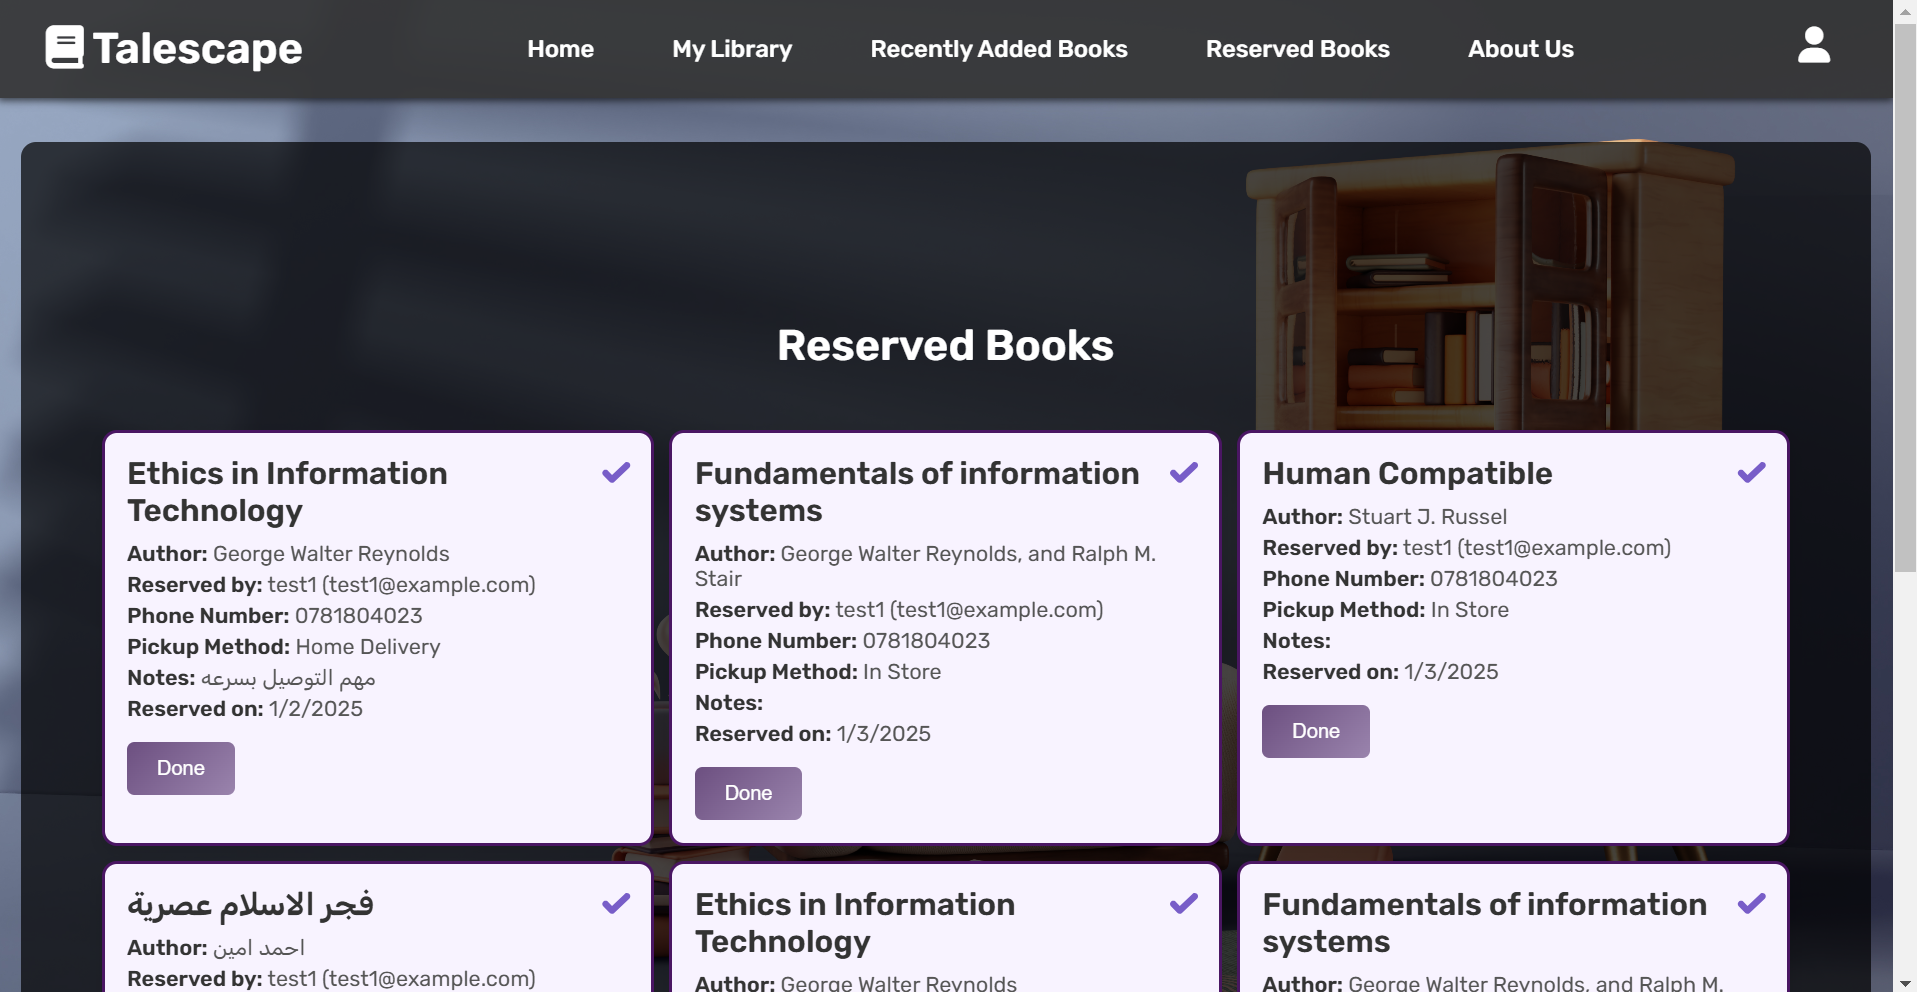 Talescape
Home
My Library
Recently Added Books
Reserved Books
About Us
Reserved Books
Ethics in Information
Technology
Author: George Walter Reynolds
Reserved by: test1 (test1@example.com)
Phone Number: 0781804023
Pickup Method: Home Delivery
Notes: مهم التوصيل بسرعه
Reserved on: 1/2/2025
Done
Fundamentals of information
systems
Author: George Walter Reynolds, and Ralph M.
Stair
Reserved by: test1 (test1@example.com)
Phone Number: 0781804023
Pickup Method: In Store
Notes:
Reserved on: 1/3/2025
Done
Human Compatible
Author: Stuart J. Russel
Reserved by: test1 (test1@example.com)
Phone Number: 0781804023
Pickup Method: In Store
Notes:
Reserved on: 1/3/2025
Done
فجر الاسلام عصرية
Author: احمد امين
Reserved by: test1 (test1@example.com)
Ethics in Information
Technology
Author: George Walter Reynolds
Fundamentals of information
systems
Author: George Walter Reynolds, and Ralph M.